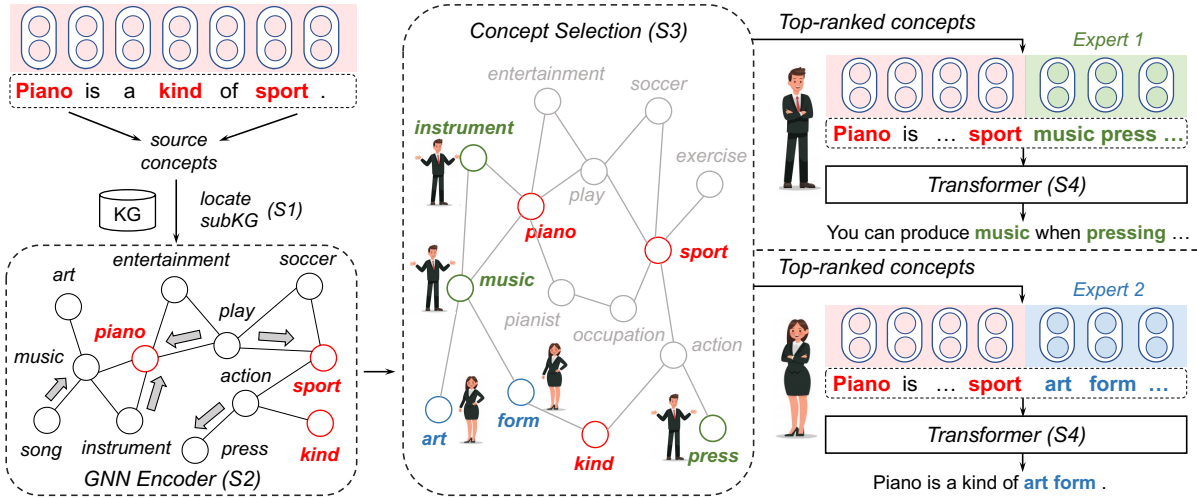 Piano is a kind of sport .
source
concepts
KG
locate
subKG
(S1)
entertainment
soccer
art
piano
play
music
sport
action
song
instrument
press
kind
GNN Encoder (S2)
Concept Selection (S3)
entertainment
soccer
instrument
exercise
play
piano
sport
music
pianist
occupation
action
form
art
kind
press
Top-ranked concepts
Expert 1
Piano is ... sport music press ...
Transformer (S4)
You can produce music when pressing ...
Top-ranked concepts
Expert 2
Piano is ... sport art form ...
Transformer (S4)
Piano is a kind of art form .